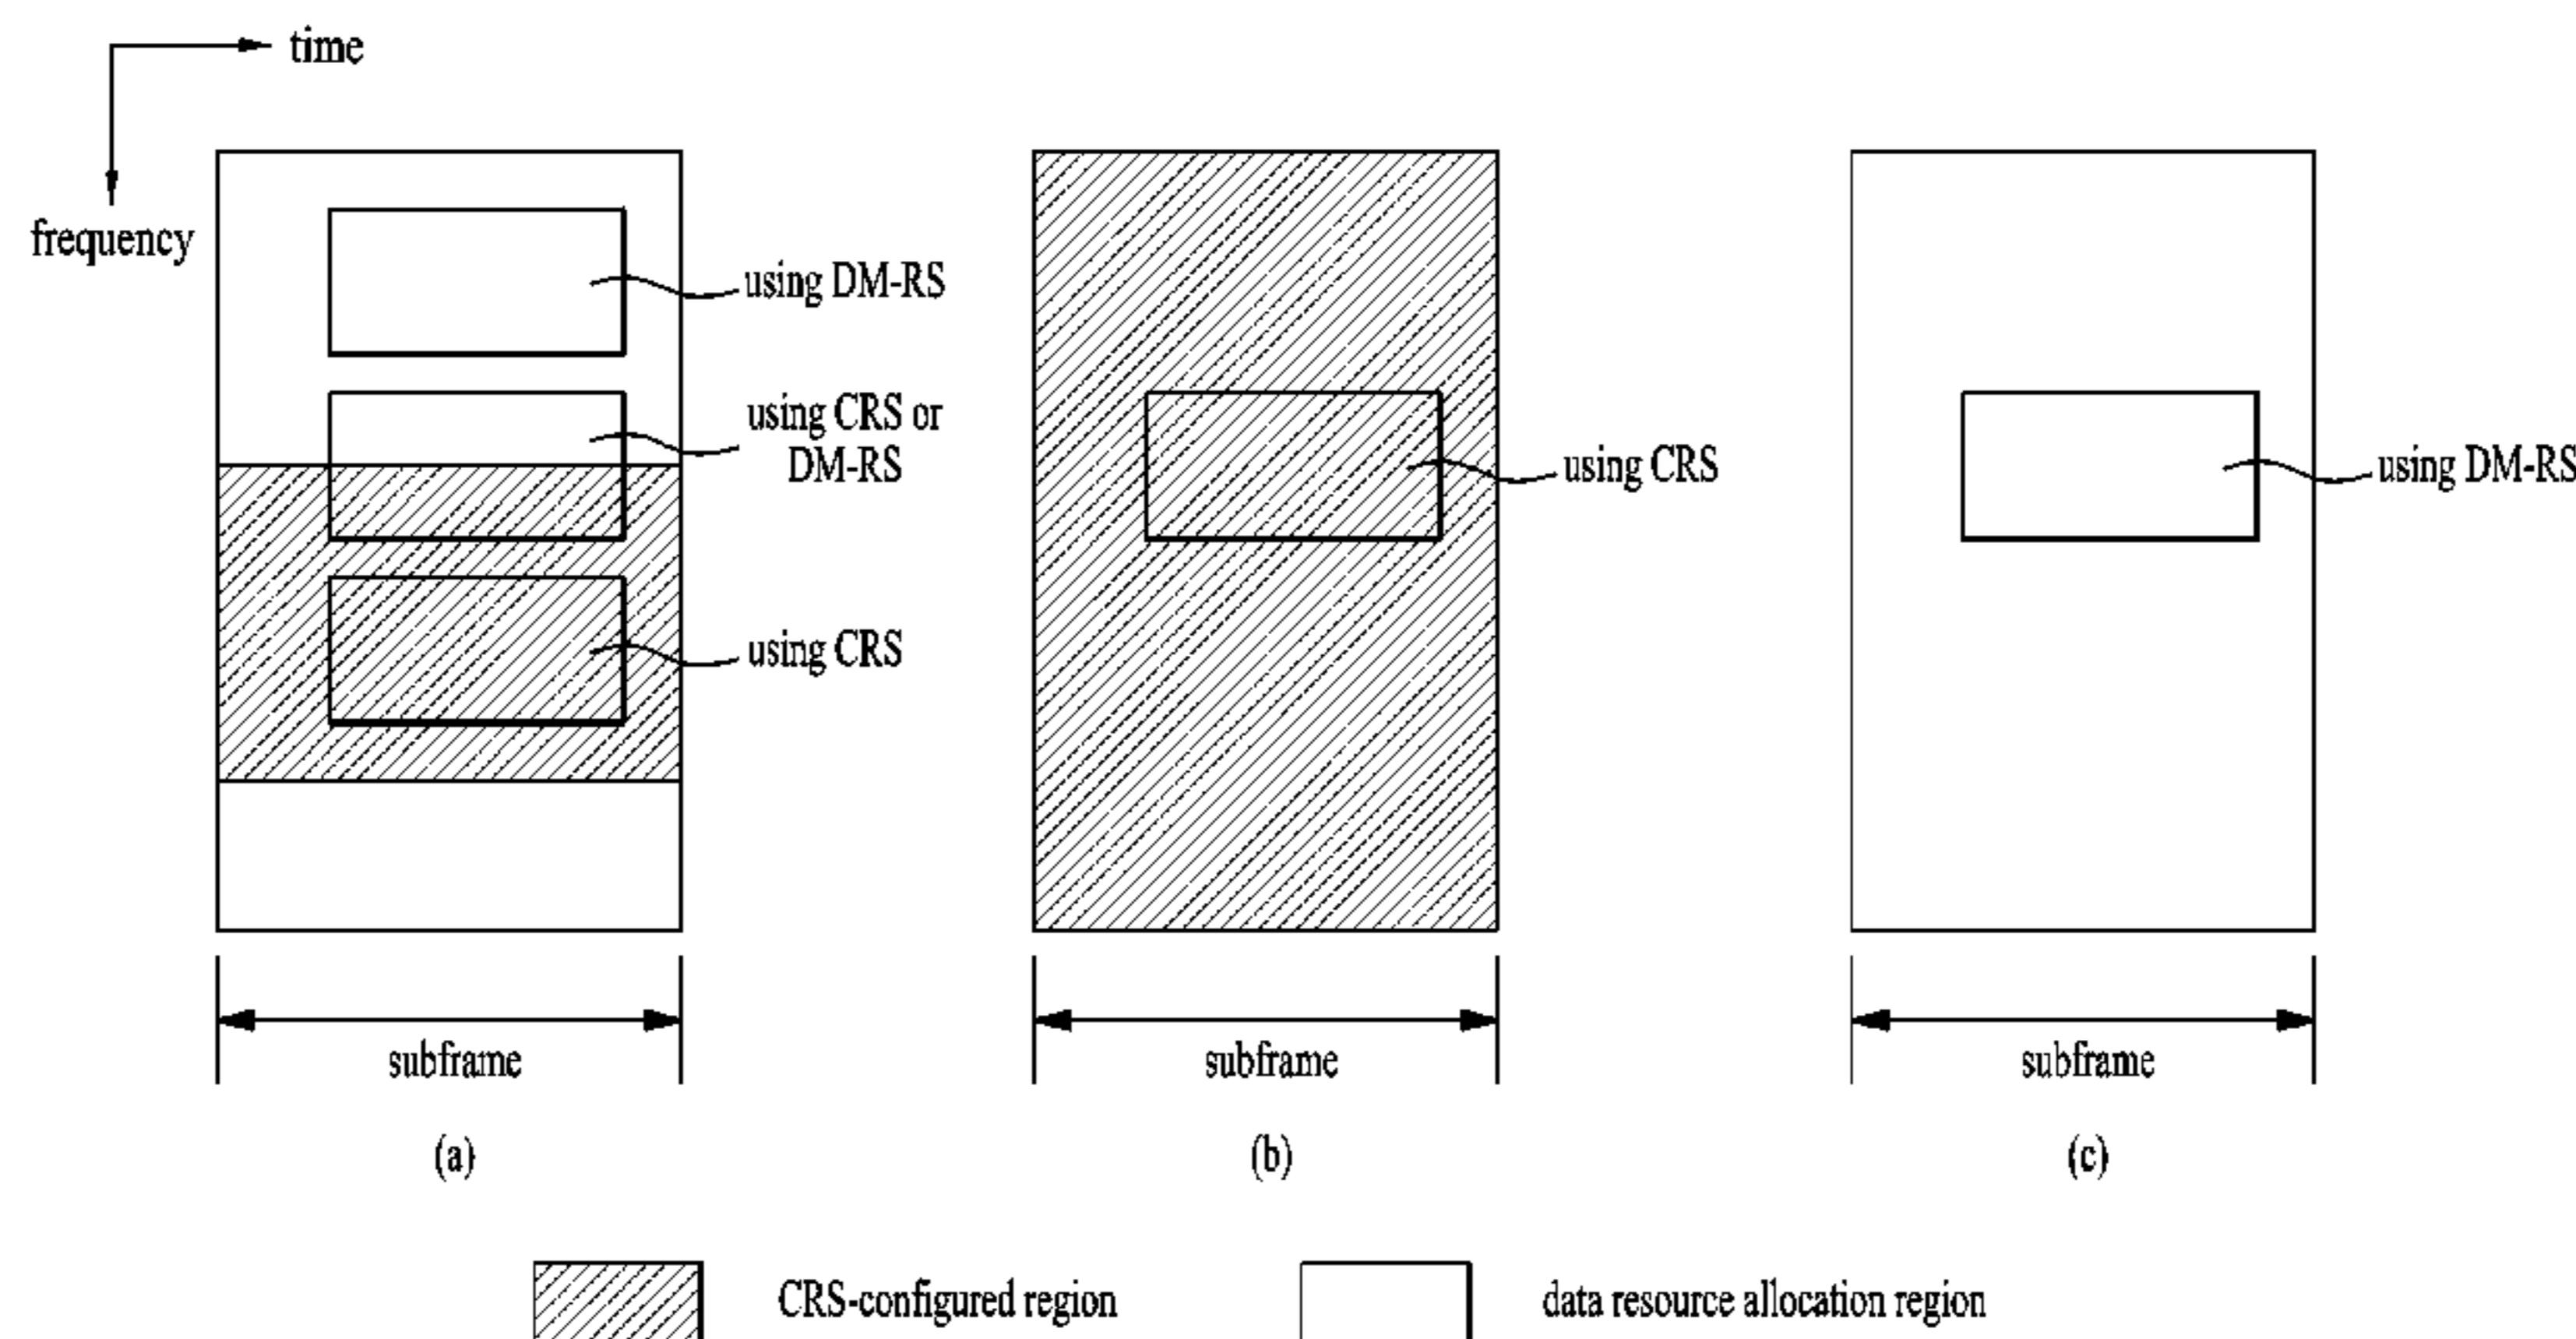 time
frequency
using DM-RS
using CRS or
DM-RS
using CRS
using CRS
using DM-RS
subframe
subframe
subframe
(a)
(b)
(c)
CRS-configured region
data resource allocation region